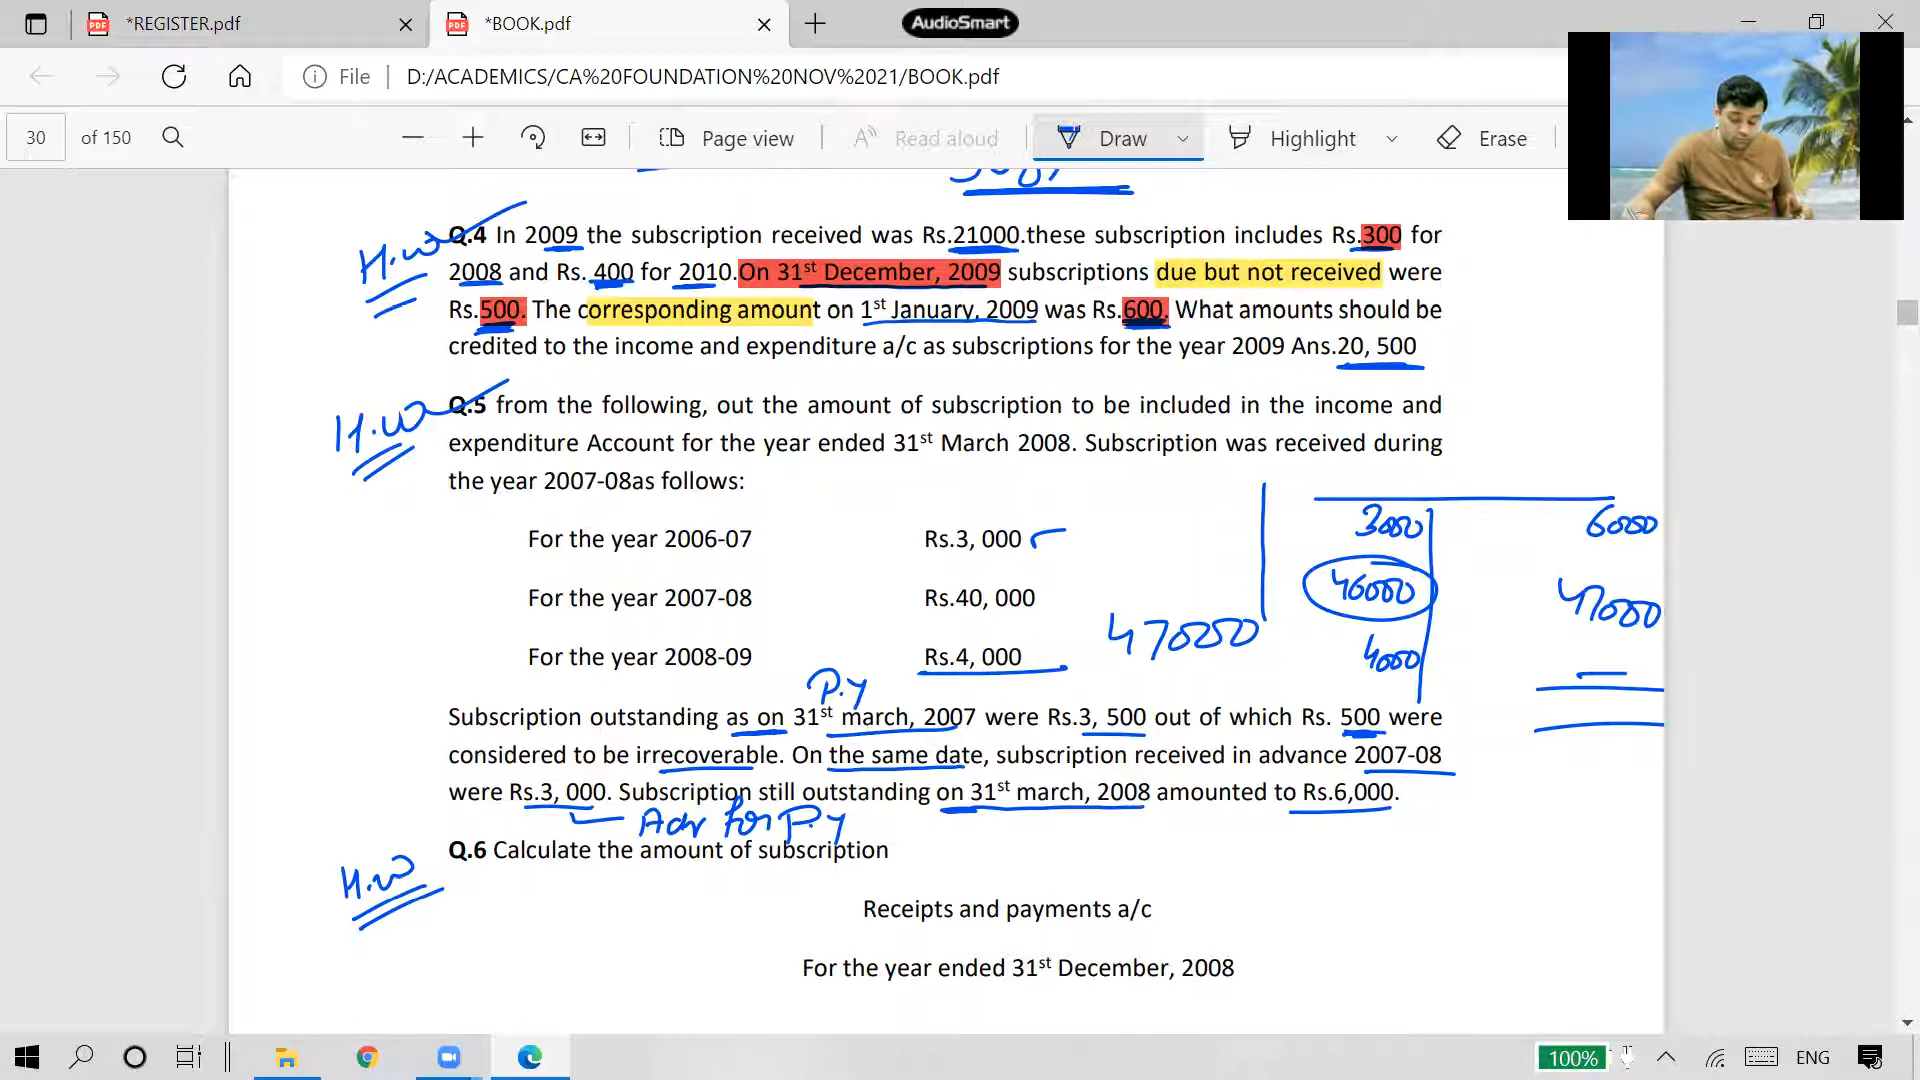 *REGISTER.pdf
*BOOK.pdf
AudioSmart
File
D:/ACADEMICS/CA%20FOUNDATION%20NOV%2021/BOOK.pdf
30 of 150
Page view
Read aloud
Draw
Highlight
Erase
H.W Q.4 In 2009 the subscription received was Rs.21000.these subscription includes Rs.300 for
2008 and Rs. 400 for 2010.On 31st December, 2009 subscriptions due but not received were
Rs.500. The corresponding amount on 1st January, 2009 was Rs.600. What amounts should be
credited to the income and expenditure a/c as subscriptions for the year 2009 Ans.20, 500
H.W Q.5 from the following, out the amount of subscription to be included in the income and
expenditure Account for the year ended 31st March 2008. Subscription was received during
the year 2007-08as follows:
For the year 2006-07 Rs.3, 000
3000 6000
For the year 2007-08 Rs.40, 000
46000 47000
For the year 2008-09 Rs.4, 000
470000
4000
P.Y
Subscription outstanding as on 31st march, 2007 were Rs.3, 500 out of which Rs. 500 were
considered to be irrecoverable. On the same date, subscription received in advance 2007-08
were Rs.3, 000. Subscription still outstanding on 31st march, 2008 amounted to Rs.6,000.
Adv for P.Y
H.W Q.6 Calculate the amount of subscription
Receipts and payments a/c
For the year ended 31st December, 2008
100%
ENG